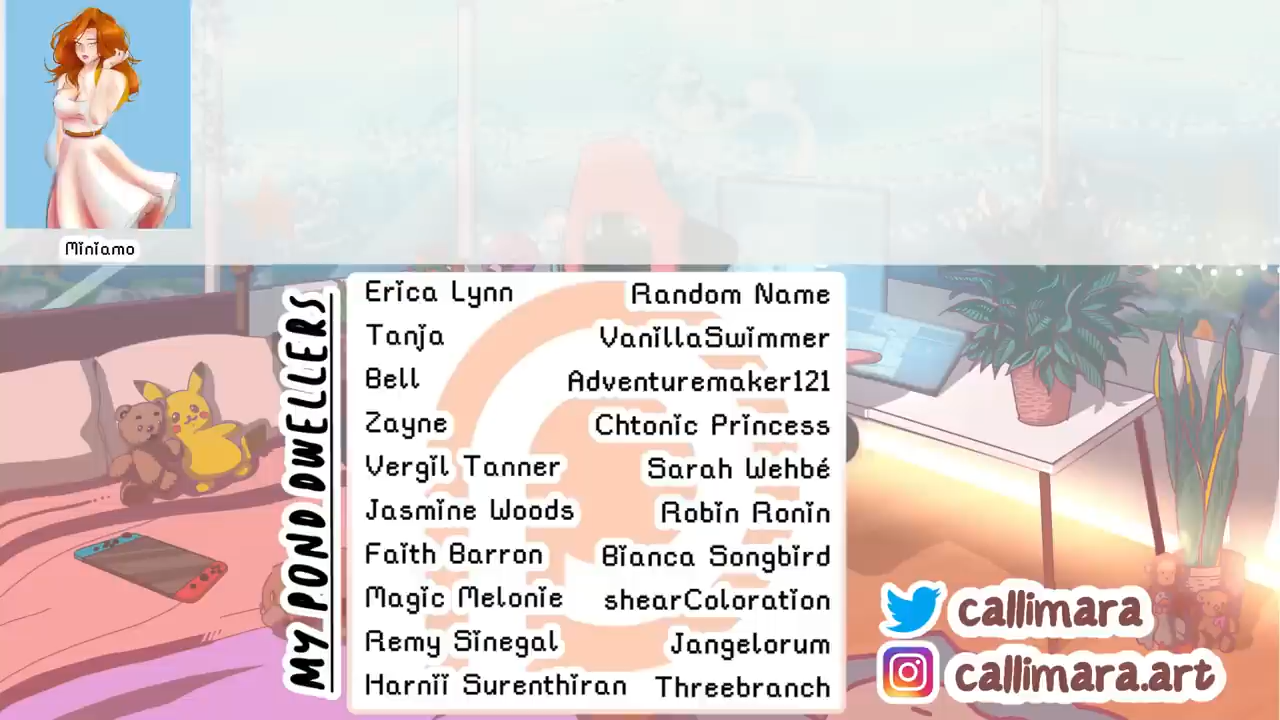 Miniamo
MY POND DWELLERS
Erica Lynn
Tanja
Bell
Zayne
Vergil Tanner
Jasmine Woods
Faith Barron
Magic Melonie
Remy Sinegal
Harnii Surenthiran
Random Name
VanillaSwimmer
Adventuremaker121
Chtonic Princess
Sarah Wehbé
Robin Ronin
Bianca Songbird
shearColoration
Jangelorum
Threebranch
callimara
callimara.art